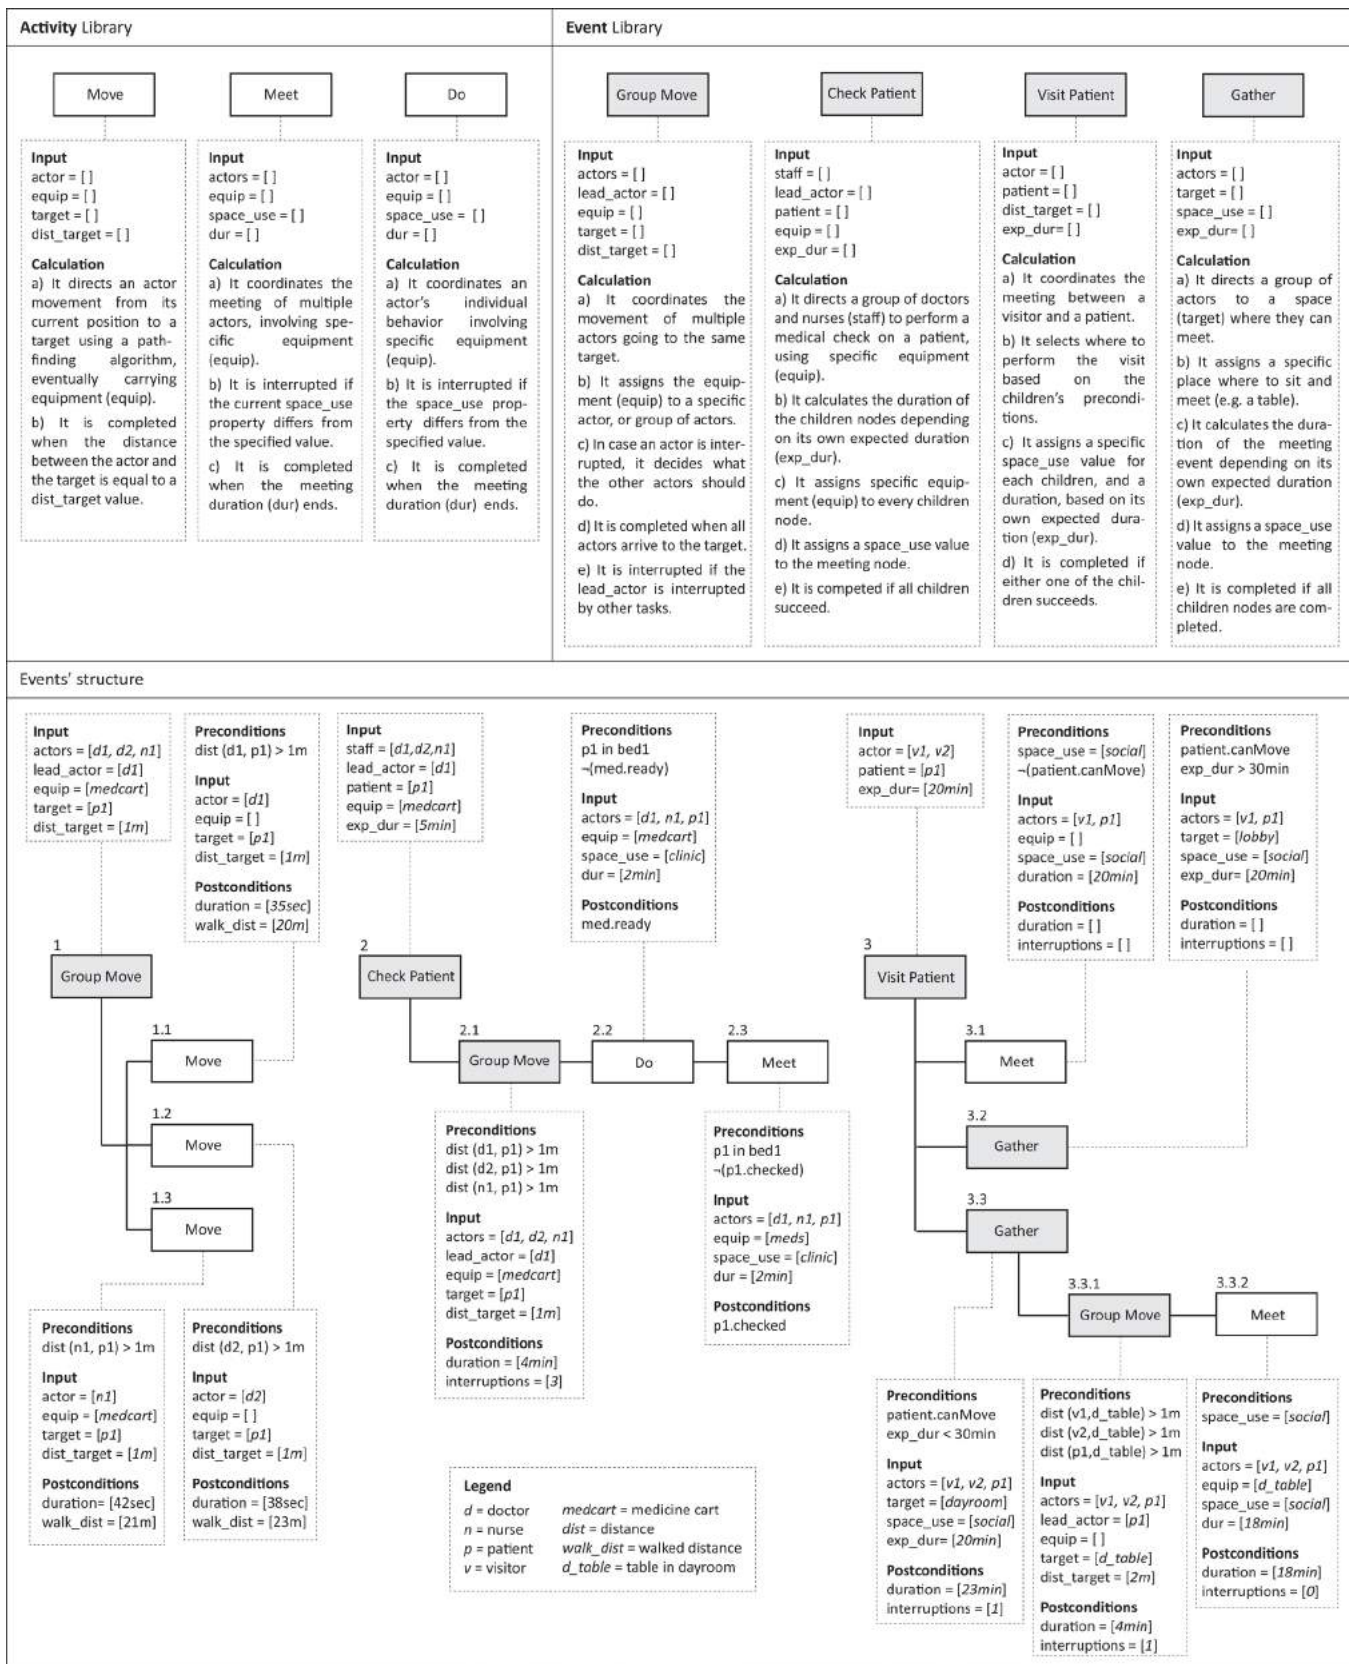 Activity Library
Move
Input
actor = [ ]
equip = [ ]
target = [ ]
dist_target = [ ]
Calculation
a) It directs an actor
movement from its
current position to a
target using a path-
finding algorithm,
eventually carrying
equipment (equip).
b) It is completed
when the distance
between the actor and
the target is equal to a
dist_target value.
Meet
Input
actors = [ ]
equip = [ ]
space_use = [ ]
dur = [ ]
Calculation
a) It coordinates the
meeting of multiple
actors, involving spe-
cific equipment
(equip).
b) It is interrupted if
the current space_use
property differs from
the specified value.
c) It is completed
when the meeting
duration (dur) ends.
Do
Input
actor = [ ]
equip = [ ]
space_use = [ ]
dur = [ ]
Calculation
a) It coordinates an
actor's individual
behavior involving
specific equipment
(equip).
b) It is interrupted if
the space_use prop-
erty differs from the
specified value.
c) It is completed
when the meeting
duration (dur) ends.
Event Library
Group Move
Input
actors = [ ]
lead_actor = [ ]
equip = [ ]
target = [ ]
dist_target = [ ]
Calculation
a) It coordinates the
movement of multiple
actors going to the same
target.
b) It assigns the equip-
ment (equip) to a specific
actor, or group of actors.
c) In case an actor is inter-
rupted, it decides what
the other actors should
do.
d) It is completed when all
actors arrive to the target.
e) It is interrupted if the
lead_actor is interrupted
by other tasks.
Check Patient
Input
staff = [ ]
lead_actor = [ ]
patient = [ ]
equip = [ ]
exp_dur = [ ]
Calculation
a) It directs a group of doctors
and nurses (staff) to perform a
medical check on a patient,
using specific equipment
(equip).
b) It calculates the duration of
the children nodes depending
on its own expected duration
(exp_dur).
c) It assigns specific equip-
ment (equip) to every children
node.
d) It assigns a space_use value
to the meeting node.
e) It is competed if all children
succeed.
Visit Patient
Input
actor = [ ]
patient = [ ]
dist_target = [ ]
exp_dur= [ ]
Calculation
a) It coordinates the
meeting between a
visitor and a patient.
b) It selects where to
perform the visit
based on the
children's precondi-
tions.
c) It assigns a specific
space_use value for
each children, and a
duration, based on its
own expected dura-
tion (exp_dur).
d) It is completed if
either one of the chil-
dren succeeds.
Gather
Input
actors = [ ]
target = [ ]
space_use = [ ]
exp_dur= [ ]
Calculation
a) It directs a group of
actors to a space
(target) where they can
meet.
b) It assigns a specific
place where to sit and
meet (e.g. a table).
c) It calculates the dura-
tion of the meeting
event depending on its
own expected duration
(exp_dur).
d) It assigns a space_use
value to the meeting
node.
e) It is completed if all
children nodes are com-
pleted.
Events' structure
Input
actors = [d1, d2, n1]
lead_actor = [d1]
equip = [medcart]
target = [p1]
dist_target = [1m]
1
Group Move
Preconditions
dist (d1, p1) > 1m
Input
actor = [d1]
equip = [ ]
target = [p1]
dist_target = [1m]
Postconditions
duration = [35sec]
walk_dist = [20m]
1.1
Move
1.2
Move
1.3
Move
Preconditions
dist (n1, p1) > 1m
Input
actor = [n1]
equip = [medcart]
target = [p1]
dist_target = [1m]
Postconditions
duration= [42sec]
walk_dist = [21m]
Preconditions
dist (d2, p1) > 1m
Input
actor = [d2]
equip = [ ]
target = [p1]
dist_target = [1m]
Postconditions
duration = [38sec]
walk_dist = [23m]
Input
staff = [d1,d2,n1]
lead_actor = [d1]
patient = [p1]
equip = [medcart]
exp_dur = [5min]
2
Check Patient
Preconditions
p1 in bed1
¬(med.ready)
Input
actors = [d1, n1, p1]
equip = [medcart]
space_use = [clinic]
dur = [2min]
Postconditions
med.ready
2.1
Group Move
2.2
Do
2.3
Meet
Preconditions
dist (d1, p1) > 1m
dist (d2, p1) > 1m
dist (n1, p1) > 1m
Input
actors = [d1, d2, n1]
lead_actor = [d1]
equip = [medcart]
target = [p1]
dist_target = [1m]
Postconditions
duration = [4min]
interruptions = [3]
Preconditions
p1 in bed1
¬(p1.checked)
Input
actors = [d1, n1, p1]
equip = [meds]
space_use = [clinic]
dur = [2min]
Postconditions
p1.checked
Legend
d = doctor
n = nurse
p = patient
v = visitor
medcart = medicine cart
dist = distance
walk_dist = walked distance
d_table = table in dayroom
Input
actor = [v1, v2]
patient = [p1]
exp_dur= [20min]
3
Visit Patient
Preconditions
space_use = [social]
¬(patient.canMove)
Input
actors = [v1, p1]
equip = [ ]
space_use = [social]
duration = [20min]
Postconditions
duration = [ ]
interruptions = [ ]
Preconditions
patient.canMove
exp_dur > 30min
Input
actors = [v1, p1]
target = [lobby]
space_use = [social]
exp_dur= [20min]
Postconditions
duration = [ ]
interruptions = [ ]
3.1
Meet
3.2
Gather
3.3
Gather
3.3.1
Group Move
3.3.2
Meet
Preconditions
patient.canMove
exp_dur < 30min
Input
actors = [v1, v2, p1]
target = [dayroom]
space_use = [social]
exp_dur= [20min]
Postconditions
duration = [23min]
interruptions = [1]
Preconditions
dist (v1,d_table) > 1m
dist (v2,d_table) > 1m
dist (p1,d_table) > 1m
Input
actors = [v1, v2, p1]
lead_actor = [p1]
equip = [ ]
target = [d_table]
dist_target = [2m]
Postconditions
duration = [4min]
interruptions = [1]
Preconditions
space_use = [social]
Input
actors = [v1, v2, p1]
equip = [d_table]
space_use = [social]
dur = [18min]
Postconditions
duration = [18min]
interruptions = [0]